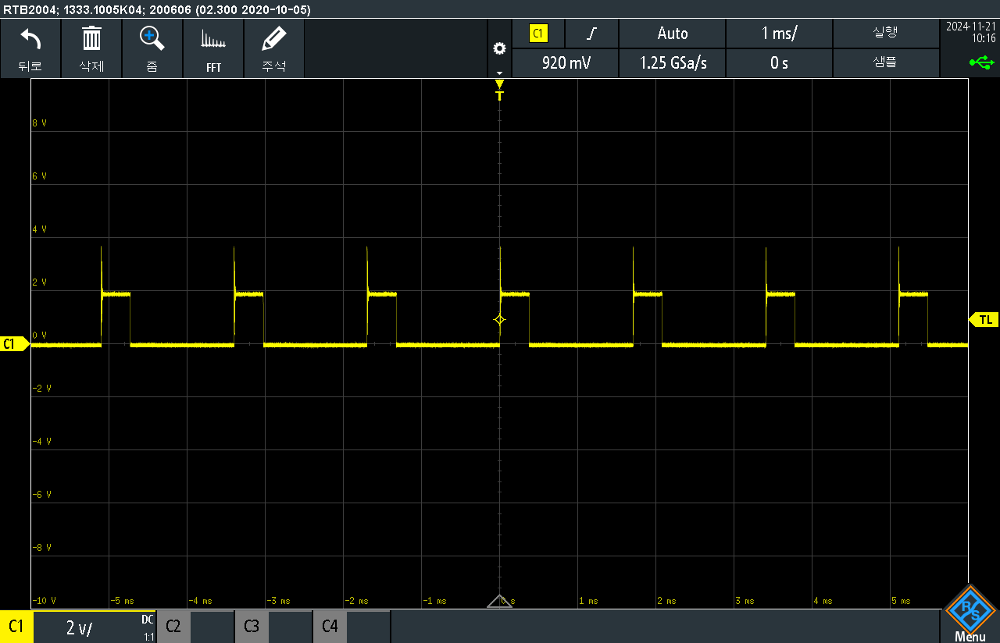 RTB2004; 1333.1005K04; 200606 (02.300 2020-10-05)
뒤로 삭제 줌 FFT 주석
C1 Auto 1 ms/ 실행
920 mV 1.25 GSa/s 0 s 샘플
2024-11-21
10:16
T
8 V
6 V
4 V
2 V
0 V
C1
TL
-2 V
-4 V
-6 V
-8 V
-10 V -5 ms -4 ms -3 ms -2 ms -1 ms 0 s 1 ms 2 ms 3 ms 4 ms 5 ms
C1 2 V/ DC 1:1 C2 C3 C4
R S
Menu